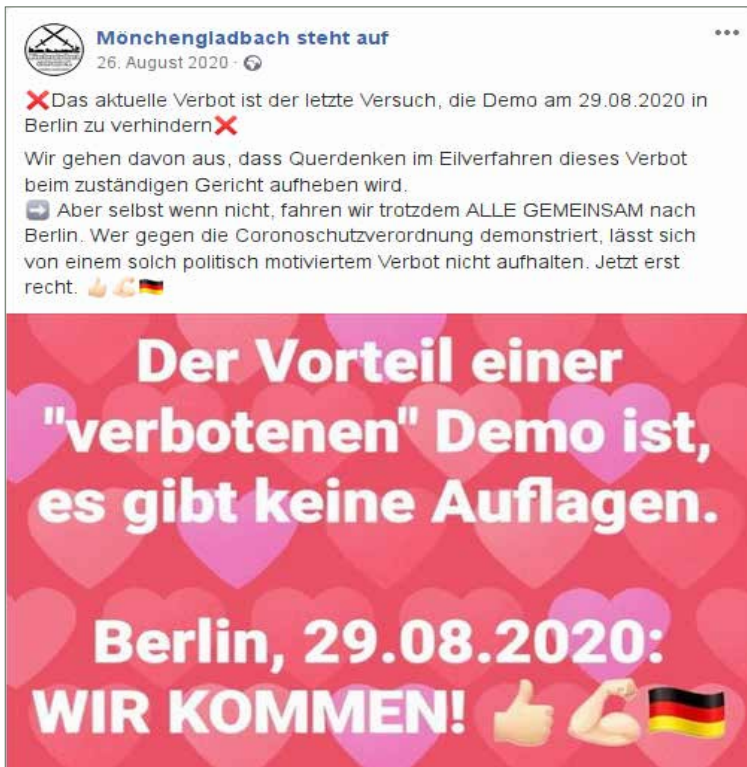 Mönchengladbach steht auf
26. August 2020 ·
❌Das aktuelle Verbot ist der letzte Versuch, die Demo am 29.08.2020 in
Berlin zu verhindern❌
Wir gehen davon aus, dass Querdenken im Eilverfahren dieses Verbot
beim zuständigen Gericht aufheben wird.
➡️ Aber selbst wenn nicht, fahren wir trotzdem ALLE GEMEINSAM nach
Berlin. Wer gegen die Coronoschutzverordnung demonstriert, lässt sich
von einem solch politisch motiviertem Verbot nicht aufhalten. Jetzt erst
recht. 👍🏻💪🏻🇩🇪
Der Vorteil einer
"verbotenen" Demo ist,
es gibt keine Auflagen.
Berlin, 29.08.2020:
WIR KOMMEN! 👍🏻💪🏻🇩🇪